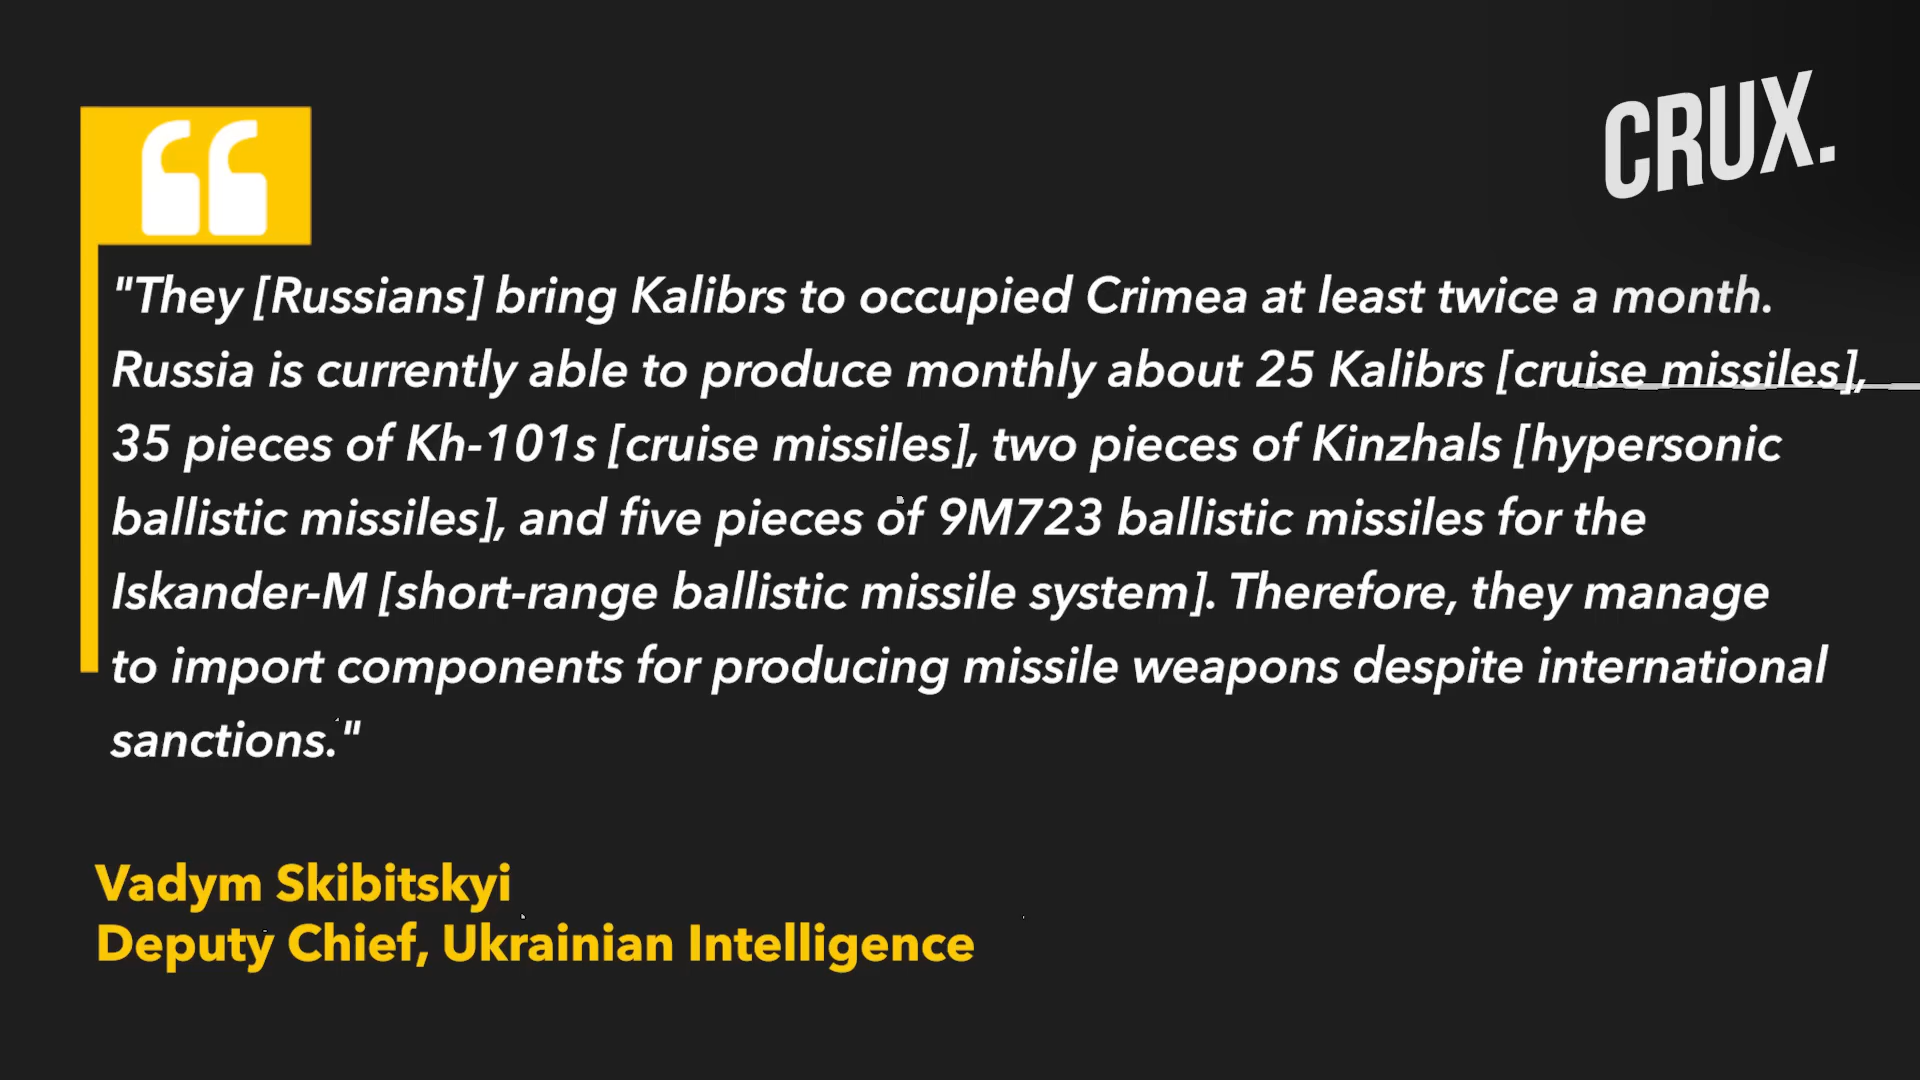 CRUX.
"They [Russians] bring Kalibrs to occupied Crimea at least twice a month.
Russia is currently able to produce monthly about 25 Kalibrs [cruise missiles],
35 pieces of Kh-101s [cruise missiles], two pieces of Kinzhals [hypersonic
ballistic missiles], and five pieces of 9M723 ballistic missiles for the
Iskander-M [short-range ballistic missile system]. Therefore, they manage
to import components for producing missile weapons despite international
sanctions."
Vadym Skibitskyi
Deputy Chief, Ukrainian Intelligence